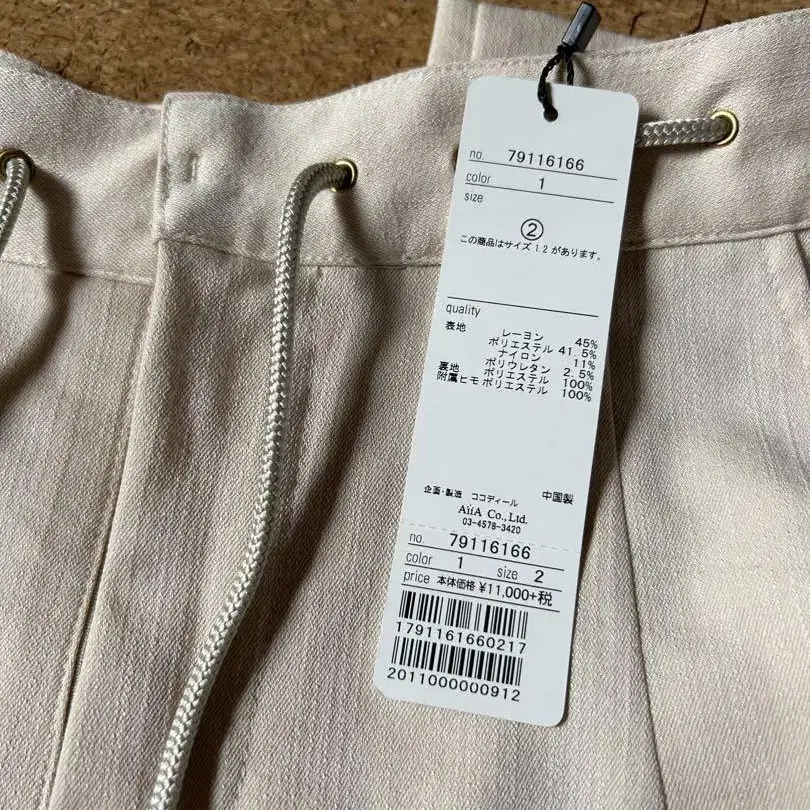 no. 79116166
color 1
size
②
この商品はサイズ 1.2 があります。
quality
表地 レーヨン 45%
ポリエステル 41.5%
ナイロン 11%
ポリウレタン 2.5%
裏地 ポリエステル 100%
附属ヒモ ポリエステル 100%
企画・製造 ココディール 中国製
AiiA Co.,Ltd.
03-4578-3420
no. 79116166
color 1 size 2
price 本体価格 ¥11,000+税
1791161660217
2011000000912